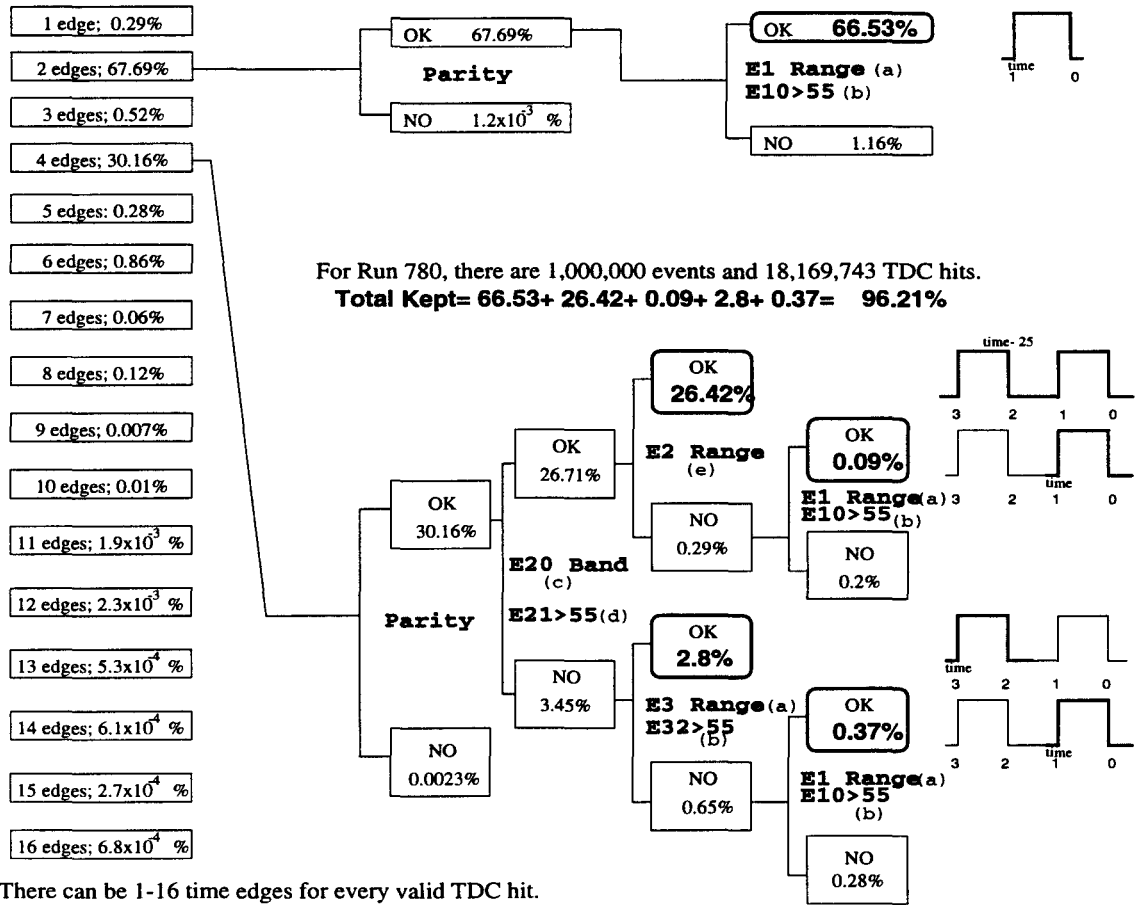 1 edge; 0.29%
2 edges; 67.69%
3 edges; 0.52%
4 edges; 30.16%
5 edges: 0.28%
6 edges; 0.86%
7 edges; 0.06%
8 edges; 0.12%
9 edges; 0.007%
10 edges; 0.01%
11 edges; 1.9x10⁻³ %
12 edges; 2.3x10⁻³ %
13 edges; 5.3x10⁻⁴ %
14 edges; 6.1x10⁻⁴ %
15 edges; 2.7x10⁻⁴ %
16 edges; 6.8x10⁻⁴ %
OK 67.69%
Parity
NO 1.2x10⁻³ %
OK 66.53%
E1 Range (a)
E10>55 (b)
NO 1.16%
time
1 0
For Run 780, there are 1,000,000 events and 18,169,743 TDC hits.
Total Kept= 66.53+ 26.42+ 0.09+ 2.8+ 0.37= 96.21%
OK
30.16%
Parity
NO
0.0023%
OK
26.71%
E20 Band
(c)
E21>55(d)
NO
3.45%
OK
26.42%
E2 Range
(e)
NO
0.29%
OK
0.09%
E1 Range(a)
E10>55(b)
NO
0.2%
OK
2.8%
E3 Range(a)
E32>55
(b)
NO
0.65%
OK
0.37%
E1 Range(a)
E10>55
(b)
NO
0.28%
time- 25
3 2 1 0
time
3 2 1 0
time
3 2 1 0
time
3 2 1 0
There can be 1-16 time edges for every valid TDC hit.